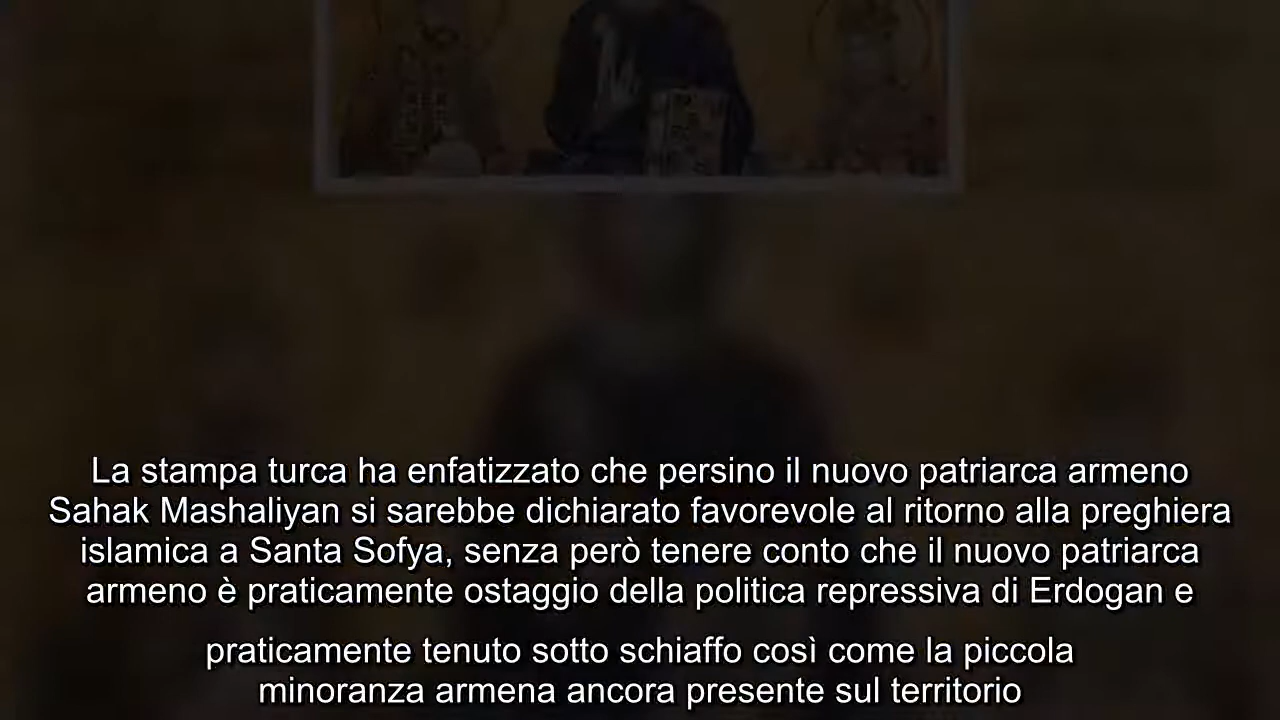 La stampa turca ha enfatizzato che persino il nuovo patriarca armeno
Sahak Mashaliyan si sarebbe dichiarato favorevole al ritorno alla preghiera
islamica a Santa Sofya, senza però tenere conto che il nuovo patriarca
armeno è praticamente ostaggio della politica repressiva di Erdogan e
praticamente tenuto sotto schiaffo così come la piccola
minoranza armena ancora presente sul territorio